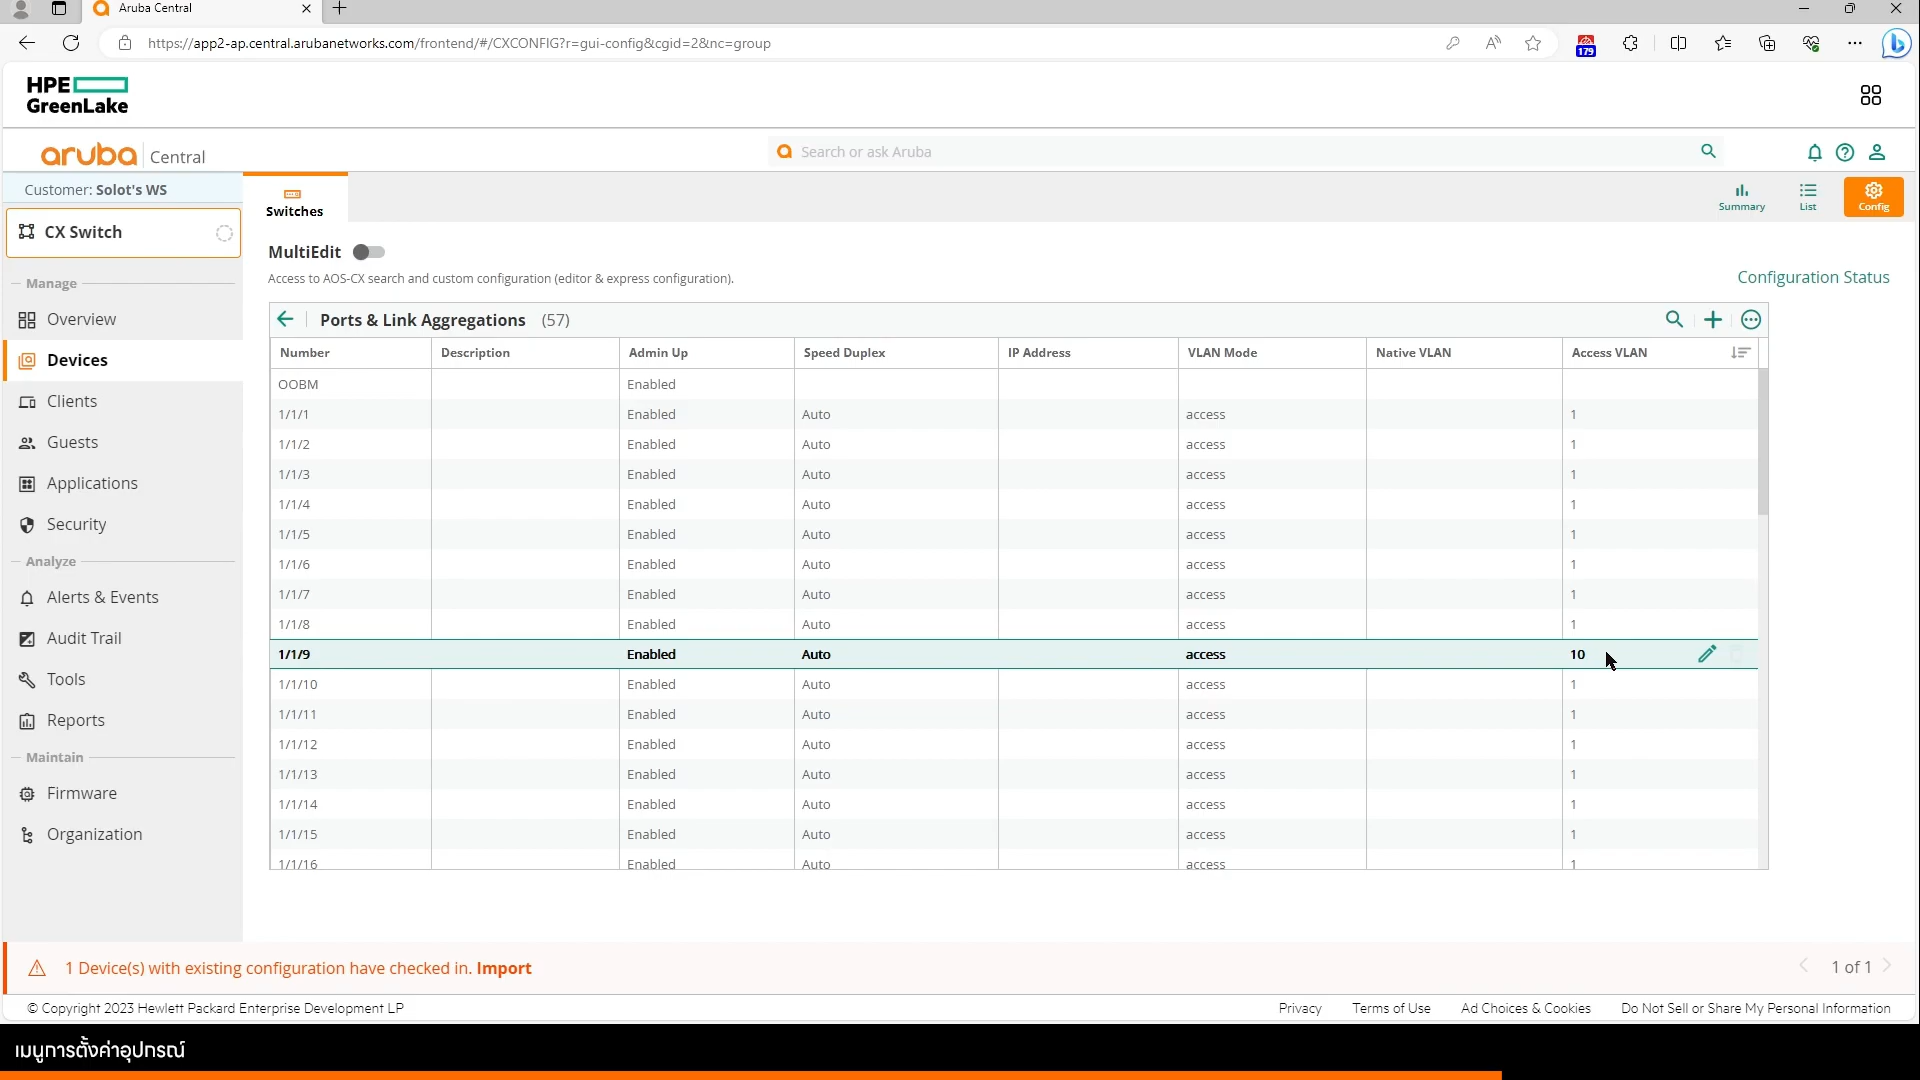 Aruba Central
https://app2-ap.central.arubanetworks.com/frontend/#/CXCONFIG?r=gui-config&cgid=2&nc=group
179
HPE
GreenLake
aruba Central
Search or ask Aruba
Customer: Solot's WS
Switches
Summary
List
Config
CX Switch
Manage
Overview
Devices
Clients
Guests
Applications
Security
Analyze
Alerts & Events
Audit Trail
Tools
Reports
Maintain
Firmware
Organization
MultiEdit
Access to AOS-CX search and custom configuration (editor & express configuration).
Configuration Status
Ports & Link Aggregations (57)
Number Description Admin Up Speed Duplex IP Address VLAN Mode Native VLAN Access VLAN
OOBM Enabled
1/1/1 Enabled Auto access 1
1/1/2 Enabled Auto access 1
1/1/3 Enabled Auto access 1
1/1/4 Enabled Auto access 1
1/1/5 Enabled Auto access 1
1/1/6 Enabled Auto access 1
1/1/7 Enabled Auto access 1
1/1/8 Enabled Auto access 1
1/1/9 Enabled Auto access 10
1/1/10 Enabled Auto access 1
1/1/11 Enabled Auto access 1
1/1/12 Enabled Auto access 1
1/1/13 Enabled Auto access 1
1/1/14 Enabled Auto access 1
1/1/15 Enabled Auto access 1
1/1/16 Enabled Auto access 1
1 Device(s) with existing configuration have checked in. Import
1 of 1
© Copyright 2023 Hewlett Packard Enterprise Development LP
Privacy Terms of Use Ad Choices & Cookies Do Not Sell or Share My Personal Information
เมนูการตั้งค่าอุปกรณ์